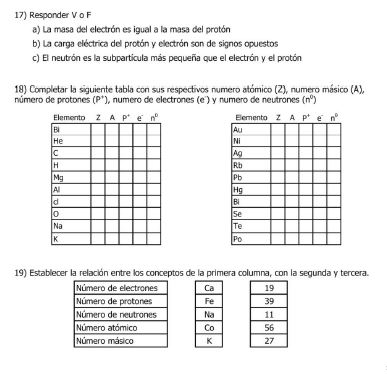 17) Responder V o F
a) La masa del electrón es igual a la masa del protón
b) La carga eléctrica del protón y electrón son de signos opuestos
c) El neutrón es la subpartícula más pequeña que el electrón y el protón
18) Completar la siguiente tabla con sus respectivos numero atómico (Z), numero másico (A),
número de protones (P⁺), numero de electrones (e⁻) y numero de neutrones (n⁰)
Elemento Z A P⁺ e⁻ n⁰
Bi
He
C
H
Mg
Al
cl
O
Na
K
Elemento Z A P⁺ e⁻ n⁰
Au
Ni
Ag
Rb
Pb
Hg
Bi
Se
Te
Po
19) Establecer la relación entre los conceptos de la primera columna, con la segunda y tercera.
Número de electrones Ca 19
Número de protones Fe 39
Número de neutrones Na 11
Número atómico Co 56
Número másico K 27